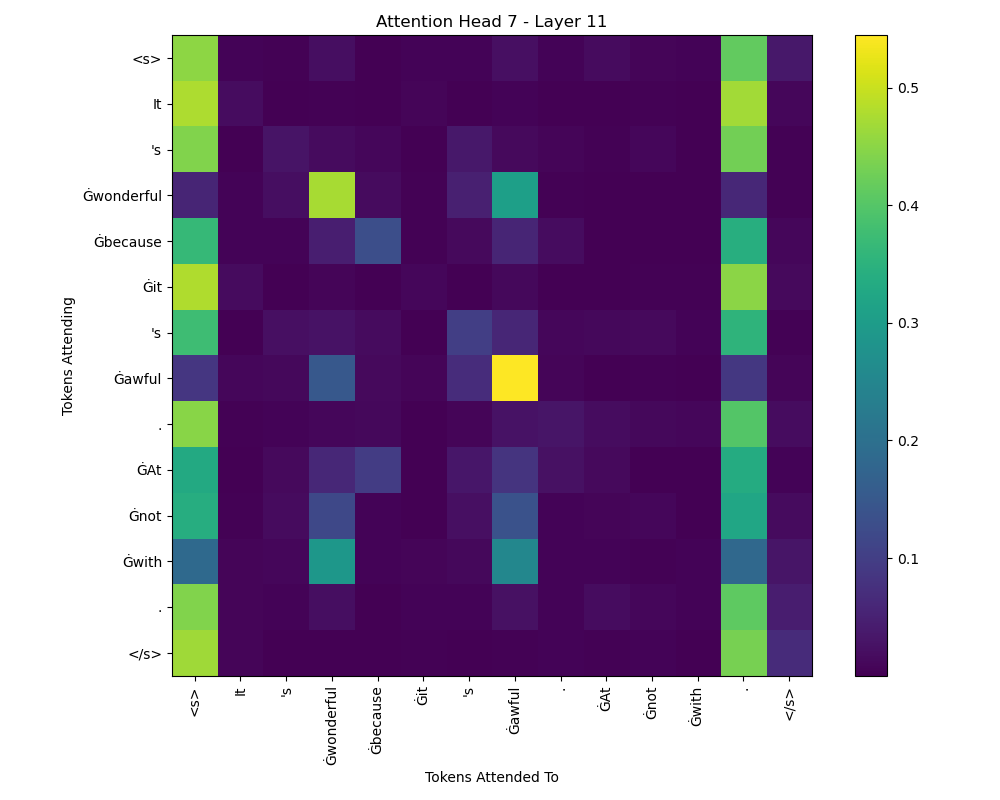 Attention Head 7 - Layer 11
<s>
It
's
Ġwonderful
Ġbecause
Ġit
's
Ġawful
.
ĠAt
Ġnot
Ġwith
.
</s>
Tokens Attending
<s>
It
's
Ġwonderful
Ġbecause
Ġit
's
Ġawful
.
ĠAt
Ġnot
Ġwith
.
</s>
Tokens Attended To
0.5
0.4
0.3
0.2
0.1